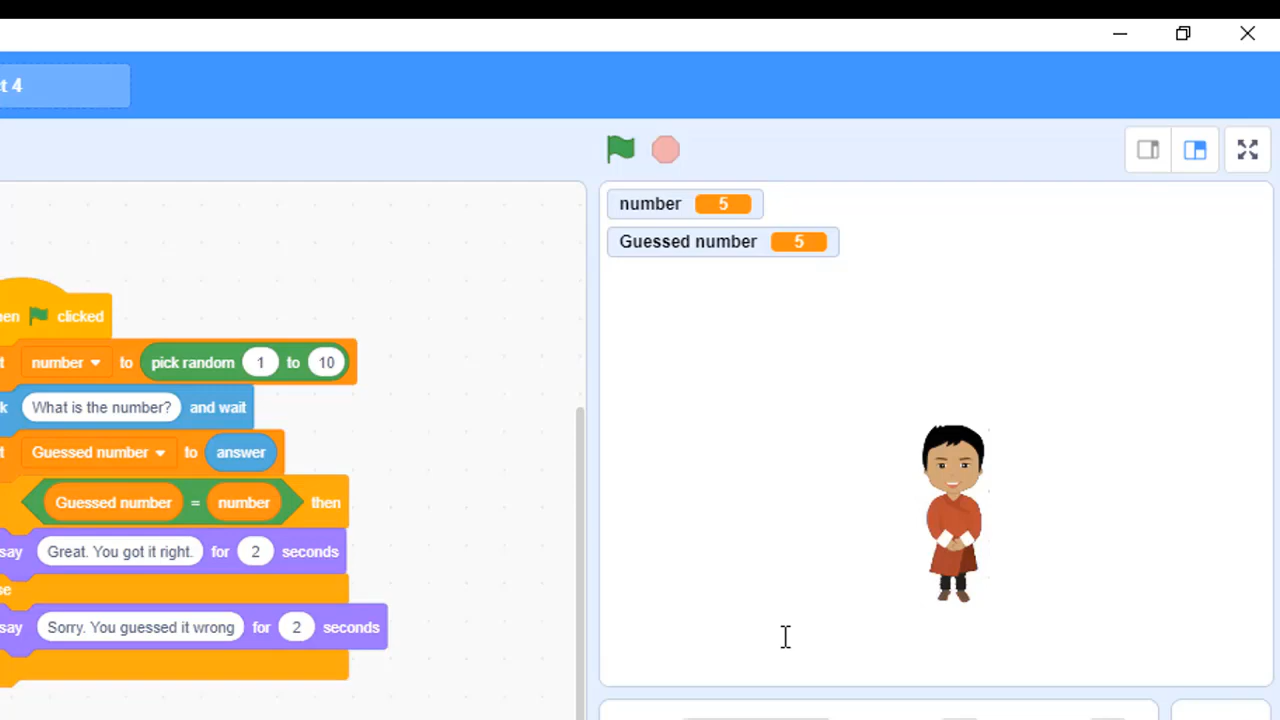 t 4
number 5
Guessed number 5
en clicked
t number to pick random 1 to 10
k What is the number? and wait
t Guessed number to answer
Guessed number = number then
say Great. You got it right. for 2 seconds
se
say Sorry. You guessed it wrong for 2 seconds